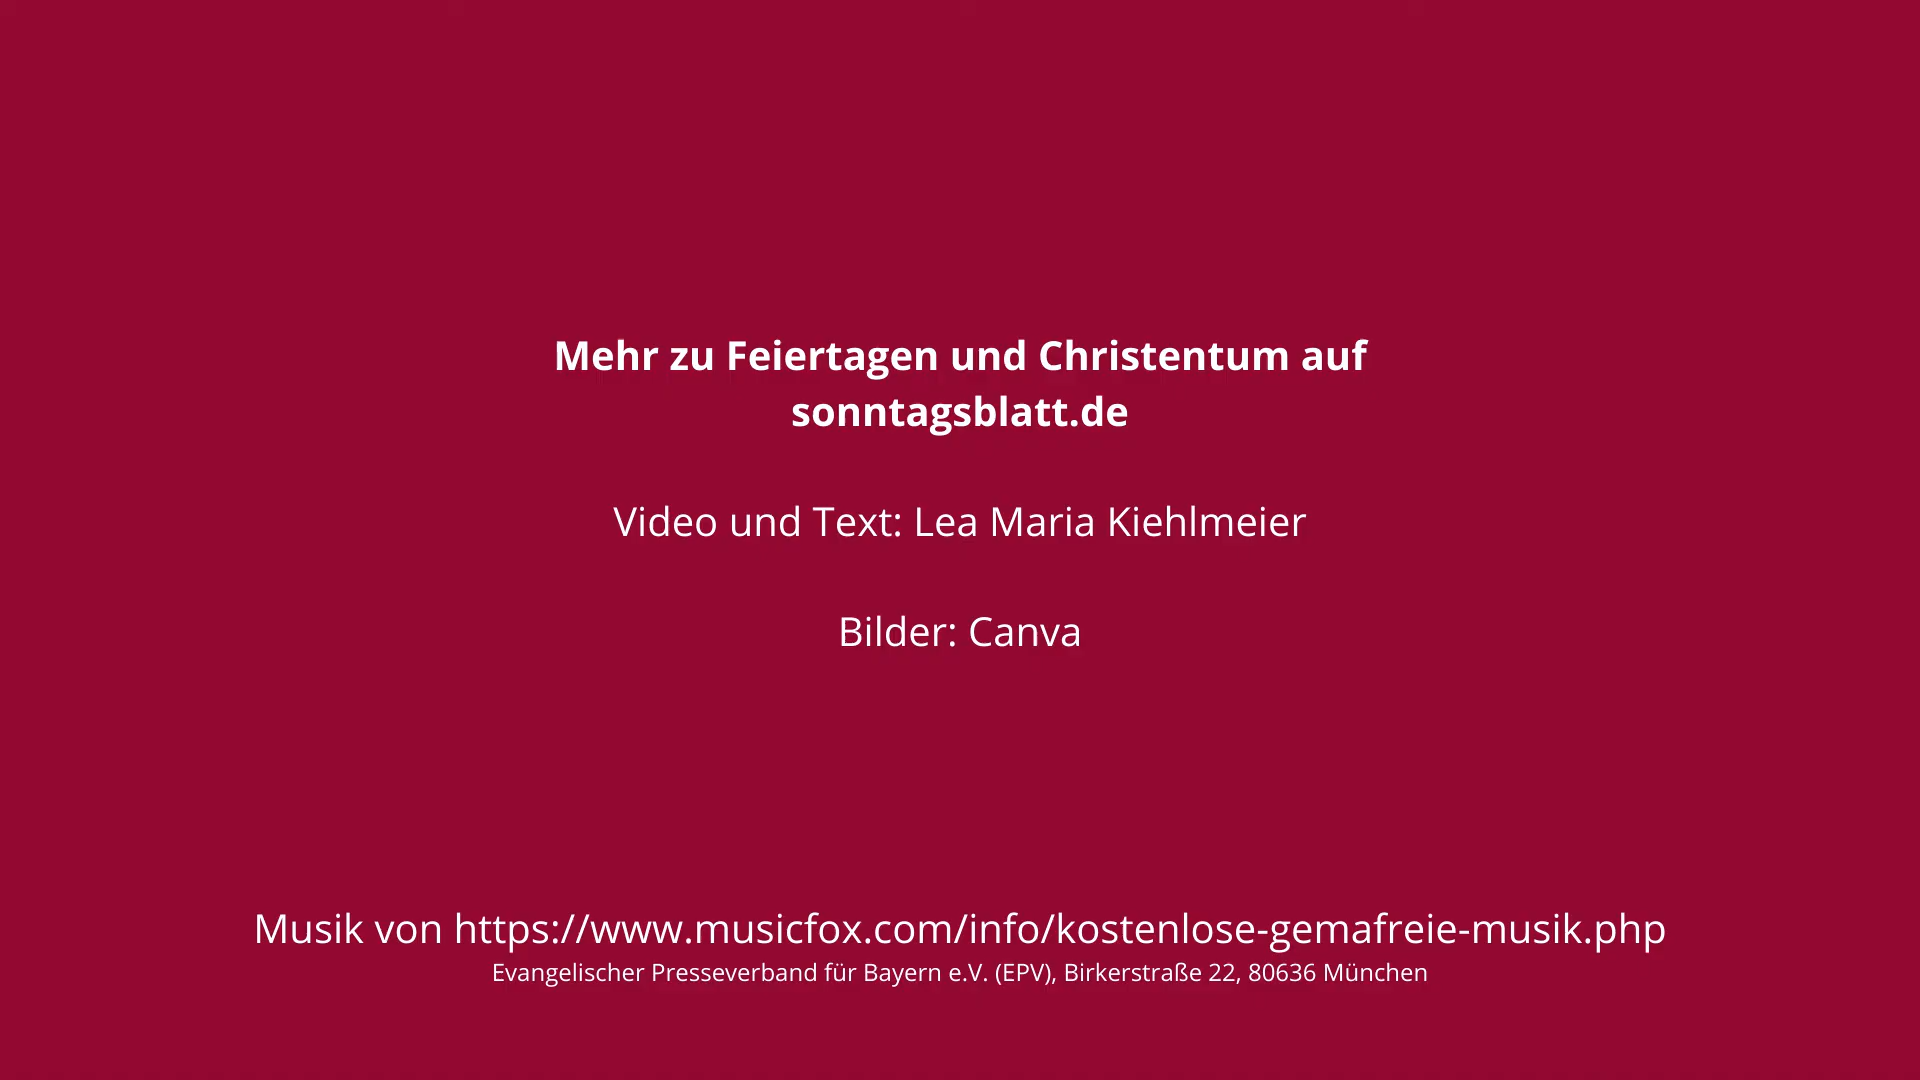 Mehr zu Feiertagen und Christentum auf
sonntagsblatt.de
Video und Text: Lea Maria Kiehlmeier
Bilder: Canva
Musik von https://www.musicfox.com/info/kostenlose-gemafreie-musik.php
Evangelischer Presseverband für Bayern e.V. (EPV), Birkerstraße 22, 80636 München